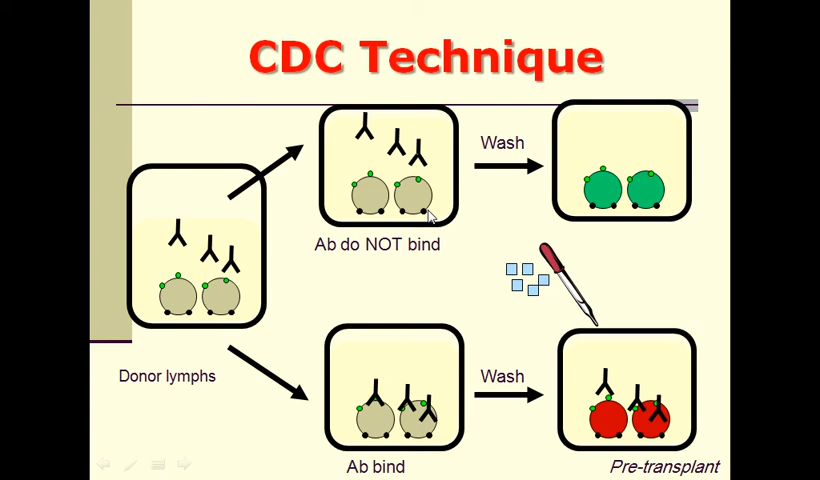 CDC Technique
Wash
Ab do NOT bind
Donor lymphs
Wash
Ab bind
Pre-transplant